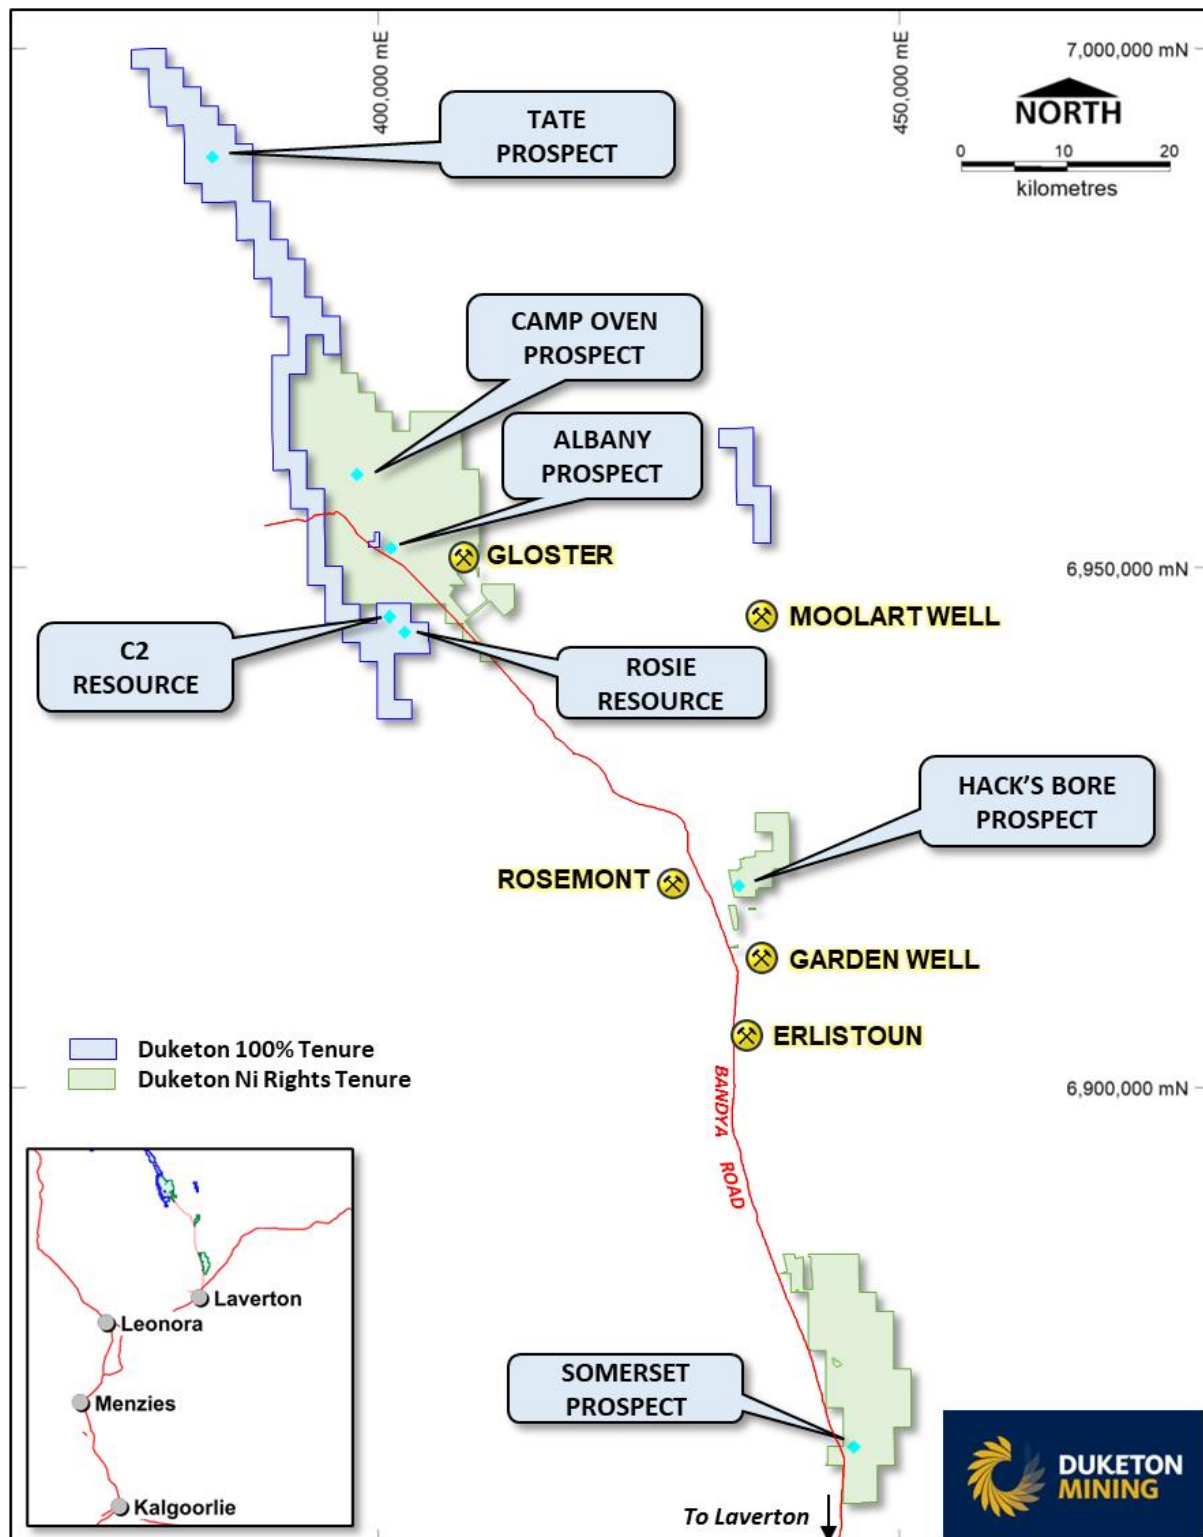 400,000 mE
450,000 mE
7,000,000 mN
NORTH
0 10 20
kilometres
TATE
PROSPECT
CAMP OVEN
PROSPECT
ALBANY
PROSPECT
GLOSTER
6,950,000 mN
MOOLART WELL
C2
RESOURCE
ROSIE
RESOURCE
HACK'S BORE
PROSPECT
ROSEMONT
GARDEN WELL
ERLISTOUN
Duketon 100% Tenure
Duketon Ni Rights Tenure
6,900,000 mN
BANDYA
ROAD
Laverton
Leonora
Menzies
Kalgoorlie
SOMERSET
PROSPECT
To Laverton
DUKETON
MINING